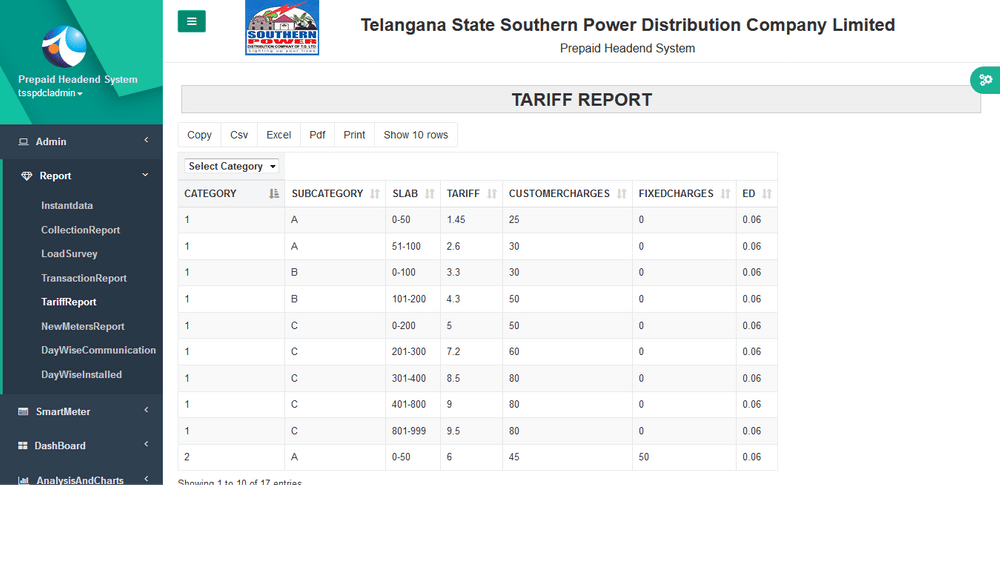 Telangana State Southern Power Distribution Company Limited
Prepaid Headend System
SOUTHERN
POWER
DISTRIBUTION COMPANY OF T.S. LTD
Lighting up your lives
Prepaid Headend System
tsspdcladmin
Admin
Report
Instantdata
CollectionReport
LoadSurvey
TransactionReport
TariffReport
NewMetersReport
DayWiseCommunication
DayWiseInstalled
SmartMeter
DashBoard
AnalysisAndCharts
TARIFF REPORT
Copy Csv Excel Pdf Print Show 10 rows
Select Category
CATEGORY SUBCATEGORY SLAB TARIFF CUSTOMERCHARGES FIXEDCHARGES ED
1 A 0-50 1.45 25 0 0.06
1 A 51-100 2.6 30 0 0.06
1 B 0-100 3.3 30 0 0.06
1 B 101-200 4.3 50 0 0.06
1 C 0-200 5 50 0 0.06
1 C 201-300 7.2 60 0 0.06
1 C 301-400 8.5 80 0 0.06
1 C 401-800 9 80 0 0.06
1 C 801-999 9.5 80 0 0.06
2 A 0-50 6 45 50 0.06
Showing 1 to 10 of 17 entries